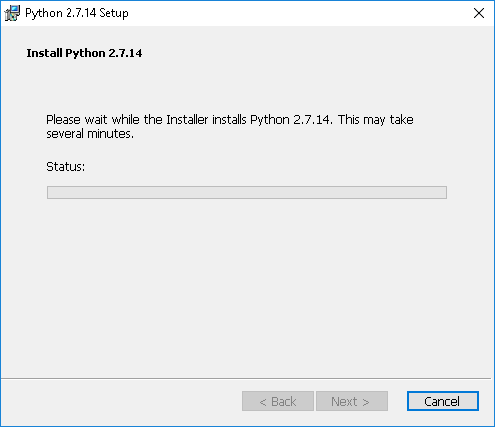 Python 2.7.14 Setup
Install Python 2.7.14
Please wait while the Installer installs Python 2.7.14. This may take
several minutes.
Status:
< Back Next > Cancel